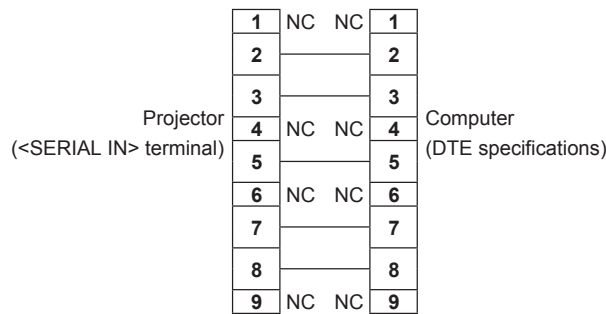 1 NC NC 1
2 2
3 3
Projector
(<SERIAL IN> terminal)
4 NC NC 4
Computer
(DTE specifications)
5 5
6 NC NC 6
7 7
8 8
9 NC NC 9